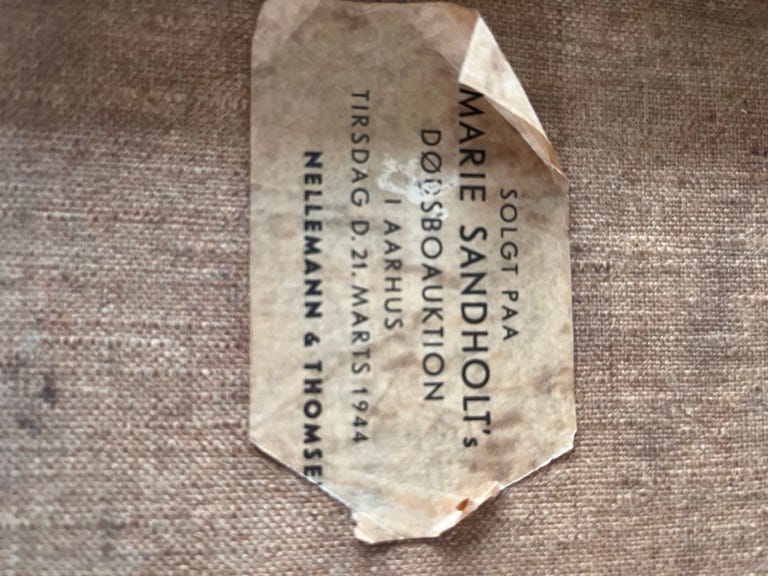 SOLGT PAA
MARIE SANDHOLT's
DØDSBOAUKTION
I AARHUS
TIRSDAG D. 21. MARTS 1944
NELLEMANN & THOMSE